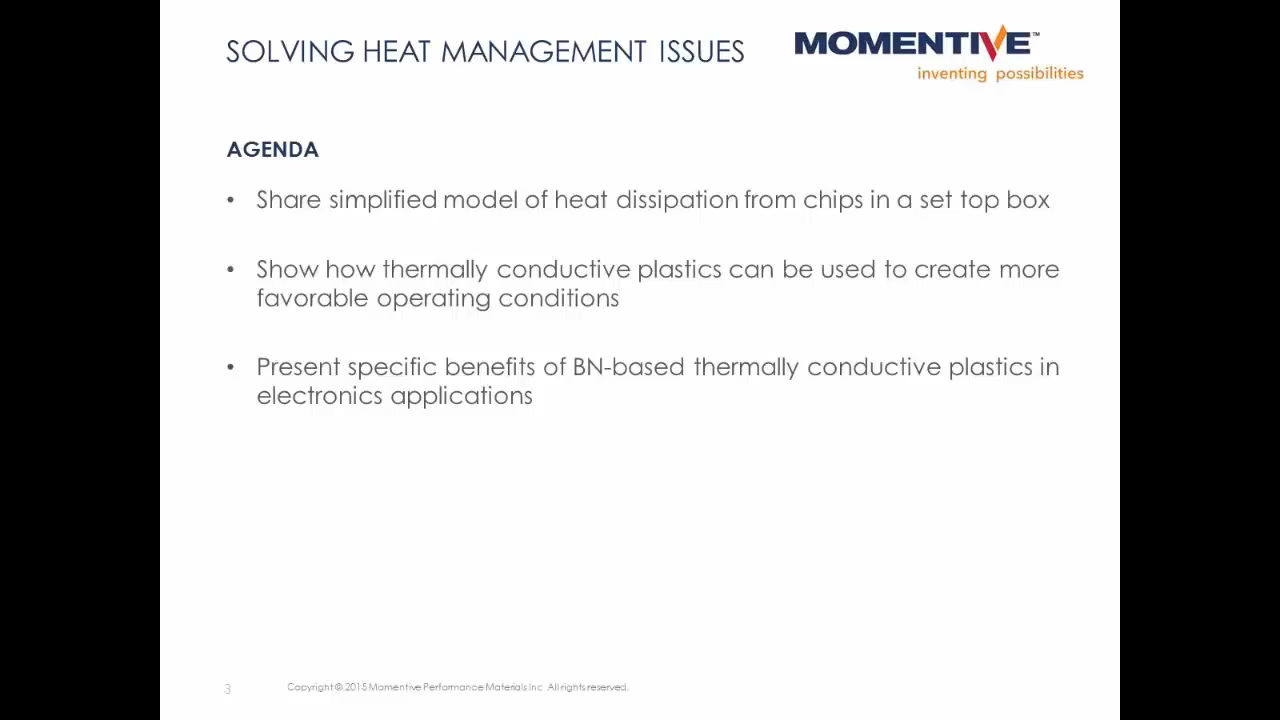 SOLVING HEAT MANAGEMENT ISSUES
MOMENTIVE™
inventing possibilities
AGENDA
• Share simplified model of heat dissipation from chips in a set top box
• Show how thermally conductive plastics can be used to create more
favorable operating conditions
• Present specific benefits of BN-based thermally conductive plastics in
electronics applications
3
Copyright © 2015 Momentive Performance Materials Inc All rights reserved.